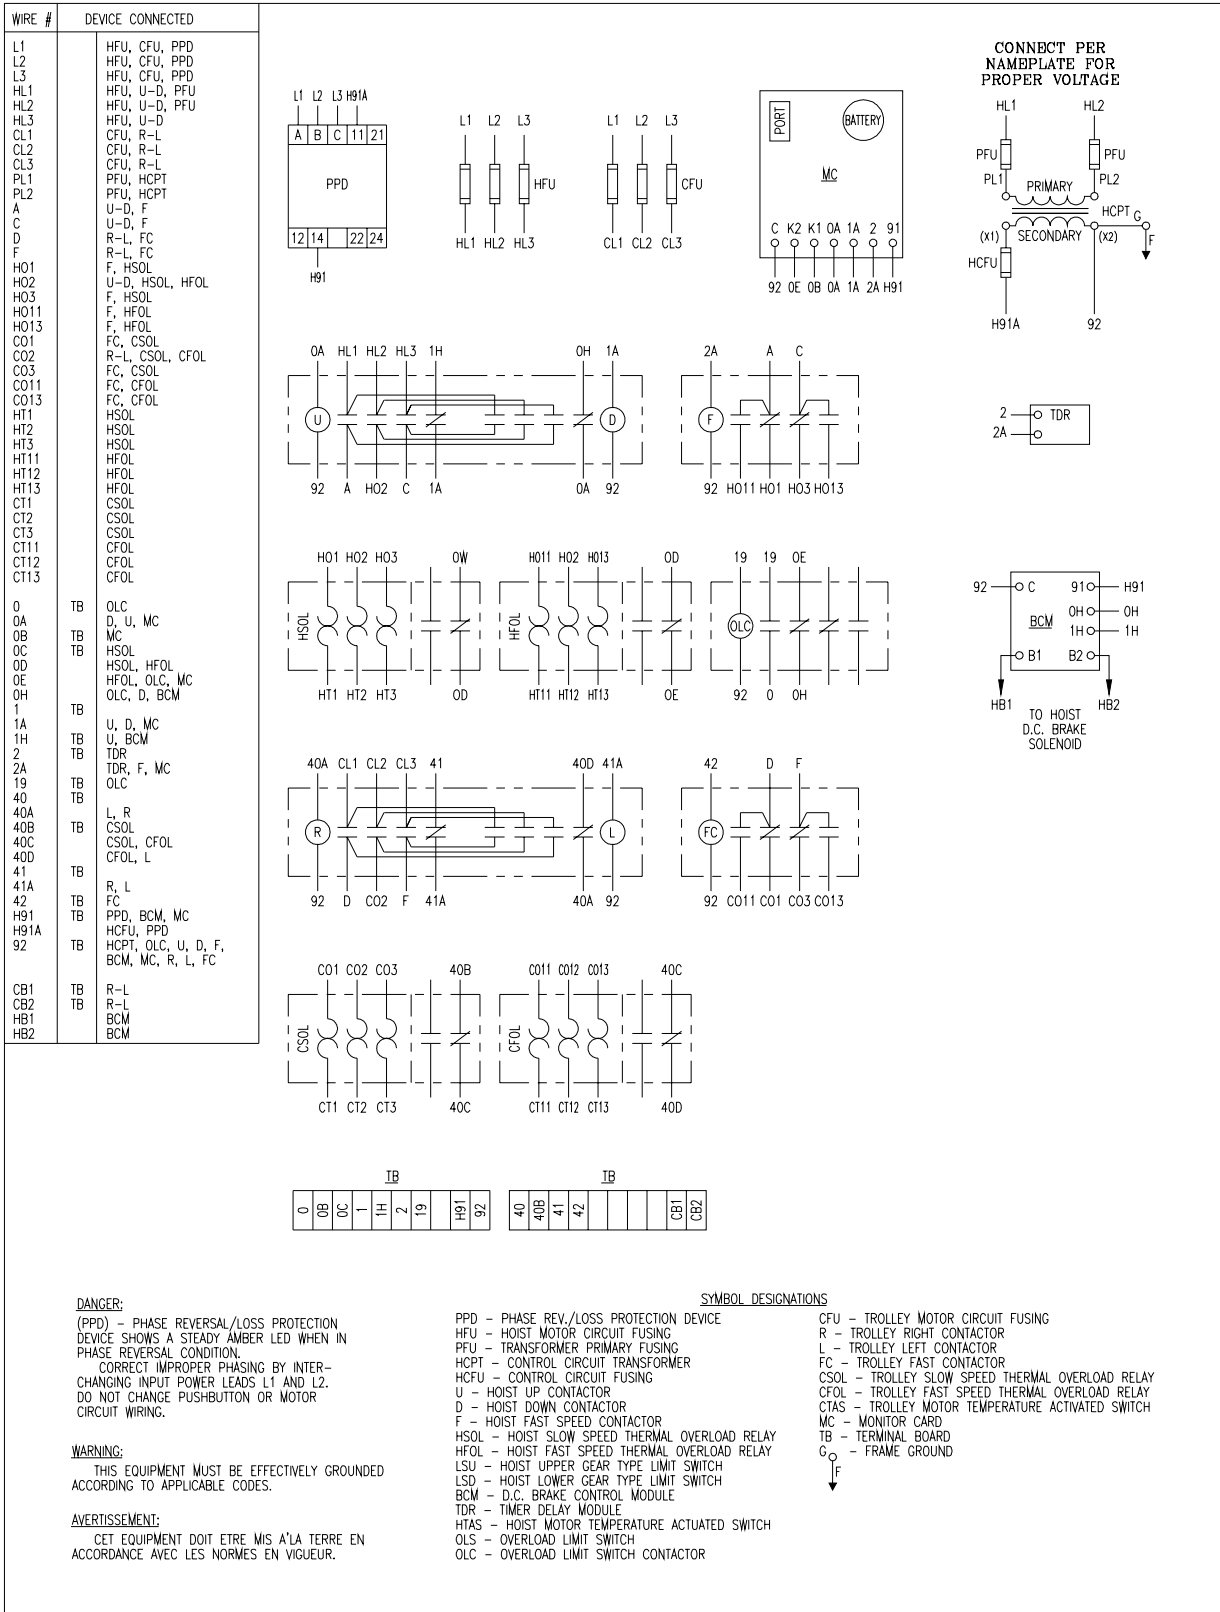 WIRE # DEVICE CONNECTED
L1 HFU, CFU, PPD
L2 HFU, CFU, PPD
L3 HFU, CFU, PPD
HL1 HFU, U-D, PFU
HL2 HFU, U-D, PFU
HL3 HFU, U-D
CL1 CFU, R-L
CL2 CFU, R-L
CL3 CFU, R-L
PL1 PFU, HCPT
PL2 PFU, HCPT
A U-D, F
C U-D, F
D R-L, FC
F R-L, FC
HO1 F, HSOL
HO2 U-D, HSOL, HFOL
HO3 F, HSOL
HO11 F, HFOL
HO13 F, HFOL
CO1 FC, CSOL
CO2 R-L, CSOL, CFOL
CO3 FC, CSOL
CO11 FC, CFOL
CO13 FC, CFOL
HT1 HSOL
HT2 HSOL
HT3 HSOL
HT11 HFOL
HT12 HFOL
HT13 HFOL
CT1 CSOL
CT2 CSOL
CT3 CSOL
CT11 CFOL
CT12 CFOL
CT13 CFOL
0 TB OLC
0A D, U, MC
0B TB MC
0C TB HSOL
0D HSOL, HFOL
0E HFOL, OLC, MC
0H OLC, D, BCM
1 TB
1A U, D, MC
1H TB U, BCM
2 TB TDR
2A TDR, F, MC
19 TB OLC
40 TB
40A L, R
40B TB CSOL
40C CSOL, CFOL
40D CFOL, L
41 TB
41A R, L
42 TB FC
H91 TB PPD, BCM, MC
H91A HCFU, PPD
92 TB HCPT, OLC, U, D, F,
BCM, MC, R, L, FC
CB1 TB R-L
CB2 TB R-L
HB1 BCM
HB2 BCM
L1 L2 L3 H91A
A B C 11 21
PPD
12 14 22 24
H91
L1 L2 L3
HFU
HL1 HL2 HL3
L1 L2 L3
CFU
CL1 CL2 CL3
PORT
BATTERY
MC
C K2 K1 0A 1A 2 91
92 0E 0B 0A 1A 2A H91
CONNECT PER
NAMEPLATE FOR
PROPER VOLTAGE
HL1 HL2
PFU PFU
PL1 PL2
PRIMARY
HCPT G
(X1) SECONDARY (X2) F
HCFU
H91A 92
0A HL1 HL2 HL3 1H 0H 1A
U D
92 A HO2 C 1A 0A 92
2A A C
F
92 HO11 HO1 HO3 HO13
2 TDR
2A
HO1 HO2 HO3 0W
HSOL
HT1 HT2 HT3 0D
HO11 HO2 HO13 0D
HFOL
HT11 HT12 HT13 0E
19 19 0E
OLC
92 0 0H
92 C 91 H91
BCM
0H 0H
1H 1H
B1 B2
HB1 HB2
TO HOIST
D.C. BRAKE
SOLENOID
40A CL1 CL2 CL3 41 40D 41A
R L
92 D CO2 F 41A 40A 92
42 D F
FC
92 CO11 CO1 CO3 CO13
CO1 CO2 CO3 40B
CSOL
CT1 CT2 CT3 40C
CO11 CO12 CO13 40C
CFOL
CT11 CT12 CT13 40D
TB
0 0B 0C 1 1H 2 19 H91 92
TB
40 40B 41 42 CB1 CB2
DANGER:
(PPD) - PHASE REVERSAL/LOSS PROTECTION
DEVICE SHOWS A STEADY AMBER LED WHEN IN
PHASE REVERSAL CONDITION.
CORRECT IMPROPER PHASING BY INTER-
CHANGING INPUT POWER LEADS L1 AND L2.
DO NOT CHANGE PUSHBUTTON OR MOTOR
CIRCUIT WIRING.
WARNING:
THIS EQUIPMENT MUST BE EFFECTIVELY GROUNDED
ACCORDING TO APPLICABLE CODES.
AVERTISSEMENT:
CET EQUIPMENT DOIT ETRE MIS A'LA TERRE EN
ACCORDANCE AVEC LES NORMES EN VIGUEUR.
SYMBOL DESIGNATIONS
PPD - PHASE REV./LOSS PROTECTION DEVICE
HFU - HOIST MOTOR CIRCUIT FUSING
PFU - TRANSFORMER PRIMARY FUSING
HCPT - CONTROL CIRCUIT TRANSFORMER
HCFU - CONTROL CIRCUIT FUSING
U - HOIST UP CONTACTOR
D - HOIST DOWN CONTACTOR
F - HOIST FAST SPEED CONTACTOR
HSOL - HOIST SLOW SPEED THERMAL OVERLOAD RELAY
HFOL - HOIST FAST SPEED THERMAL OVERLOAD RELAY
LSU - HOIST UPPER GEAR TYPE LIMIT SWITCH
LSD - HOIST LOWER GEAR TYPE LIMIT SWITCH
BCM - D.C. BRAKE CONTROL MODULE
TDR - TIMER DELAY MODULE
HTAS - HOIST MOTOR TEMPERATURE ACTUATED SWITCH
OLS - OVERLOAD LIMIT SWITCH
OLC - OVERLOAD LIMIT SWITCH CONTACTOR
CFU - TROLLEY MOTOR CIRCUIT FUSING
R - TROLLEY RIGHT CONTACTOR
L - TROLLEY LEFT CONTACTOR
FC - TROLLEY FAST CONTACTOR
CSOL - TROLLEY SLOW SPEED THERMAL OVERLOAD RELAY
CFOL - TROLLEY FAST SPEED THERMAL OVERLOAD RELAY
CTAS - TROLLEY MOTOR TEMPERATURE ACTIVATED SWITCH
MC - MONITOR CARD
TB - TERMINAL BOARD
G - FRAME GROUND
F